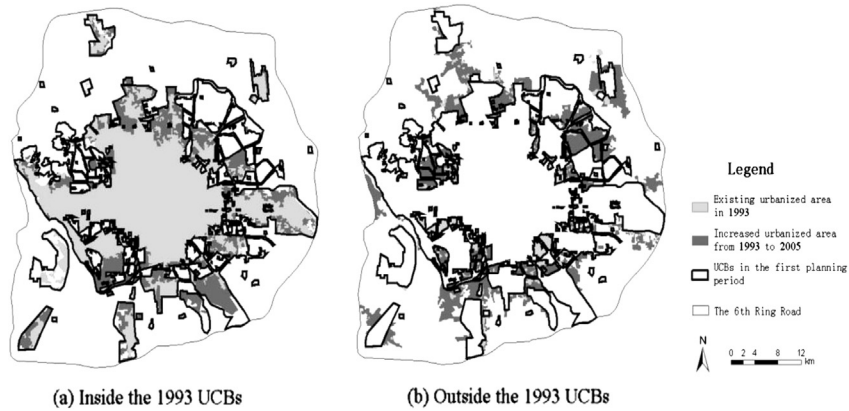 Legend
Existing urbanized area
in 1993
Increased urbanized area
from 1993 to 2005
UCBs in the first planning
period
The 6th Ring Road
N
0 2 4 8 12
km
(a) Inside the 1993 UCBs
(b) Outside the 1993 UCBs